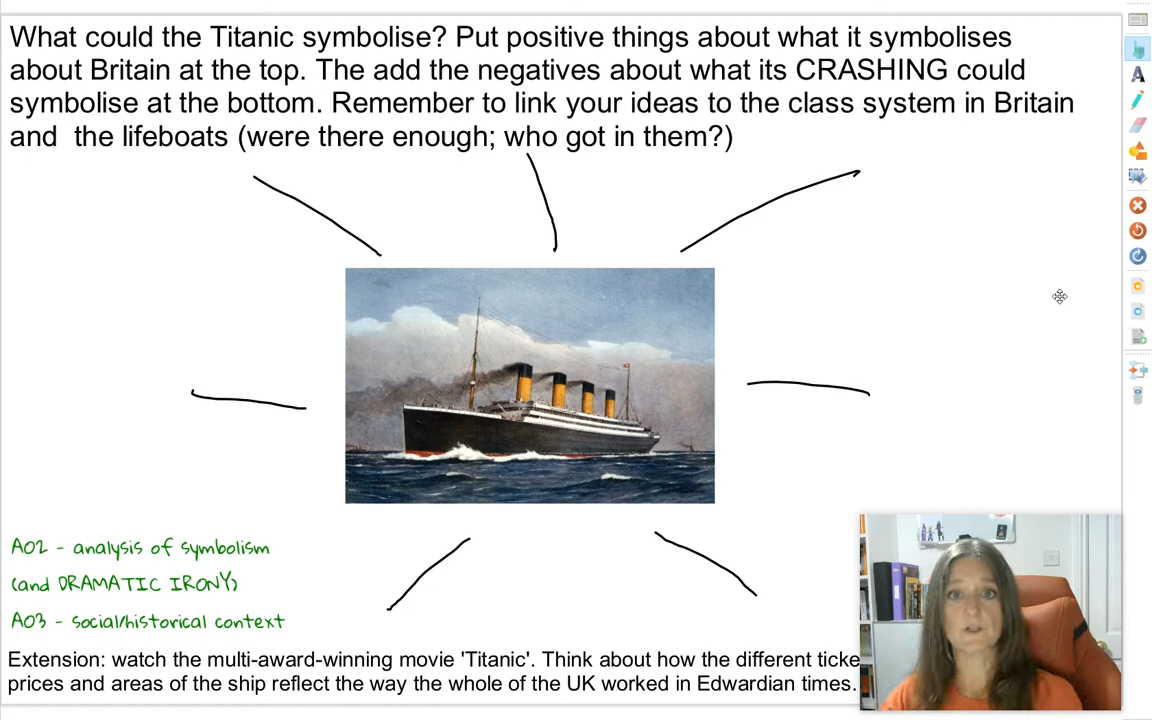 What could the Titanic symbolise? Put positive things about what it symbolises
about Britain at the top. The add the negatives about what its CRASHING could
symbolise at the bottom. Remember to link your ideas to the class system in Britain
and the lifeboats (were there enough; who got in them?)
AO2 - analysis of symbolism
(and DRAMATIC IRONY)
AO3 - social/historical context
Extension: watch the multi-award-winning movie 'Titanic'. Think about how the different ticke
prices and areas of the ship reflect the way the whole of the UK worked in Edwardian times.